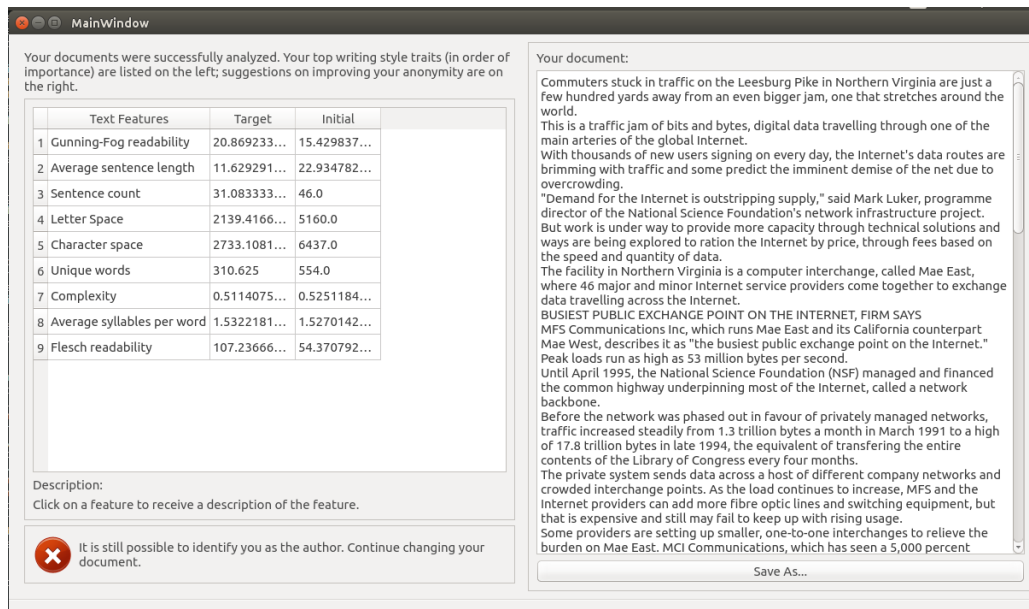 MainWindow
Your documents were successfully analyzed. Your top writing style traits (in order of
importance) are listed on the left; suggestions on improving your anonymity are on
the right.
Text Features Target Initial
1 Gunning-Fog readability 20.869233... 15.429837...
2 Average sentence length 11.629291... 22.934782...
3 Sentence count 31.083333... 46.0
4 Letter Space 2139.4166... 5160.0
5 Character space 2733.1081... 6437.0
6 Unique words 310.625 554.0
7 Complexity 0.5114075... 0.5251184...
8 Average syllables per word 1.5322181... 1.5270142...
9 Flesch readability 107.23666... 54.370792...
Description:
Click on a feature to receive a description of the feature.
It is still possible to identify you as the author. Continue changing your
document.
Your document:
Commuters stuck in traffic on the Leesburg Pike in Northern Virginia are just a
few hundred yards away from an even bigger jam, one that stretches around the
world.
This is a traffic jam of bits and bytes, digital data travelling through one of the
main arteries of the global Internet.
With thousands of new users signing on every day, the Internet's data routes are
brimming with traffic and some predict the imminent demise of the net due to
overcrowding.
"Demand for the Internet is outstripping supply," said Mark Luker, programme
director of the National Science Foundation's network infrastructure project.
But work is under way to provide more capacity through technical solutions and
ways are being explored to ration the Internet by price, through fees based on
the speed and quantity of data.
The facility in Northern Virginia is a computer interchange, called Mae East,
where 46 major and minor Internet service providers come together to exchange
data travelling across the Internet.
BUSIEST PUBLIC EXCHANGE POINT ON THE INTERNET, FIRM SAYS
MFS Communications Inc, which runs Mae East and its California counterpart
Mae West, describes it as "the busiest public exchange point on the Internet."
Peak loads run as high as 53 million bytes per second.
Until April 1995, the National Science Foundation (NSF) managed and financed
the common highway underpinning most of the Internet, called a network
backbone.
Before the network was phased out in favour of privately managed networks,
traffic increased steadily from 1.3 trillion bytes a month in March 1991 to a high
of 17.8 trillion bytes in late 1994, the equivalent of transfering the entire
contents of the Library of Congress every four months.
The private system sends data across a host of different company networks and
crowded interchange points. As the load continues to increase, MFS and the
Internet providers can add more fibre optic lines and switching equipment, but
that is expensive and still may fail to keep up with rising usage.
Some providers are setting up smaller, one-to-one interchanges to relieve the
burden on Mae East. MCI Communications, which has seen a 5,000 percent
Save As...